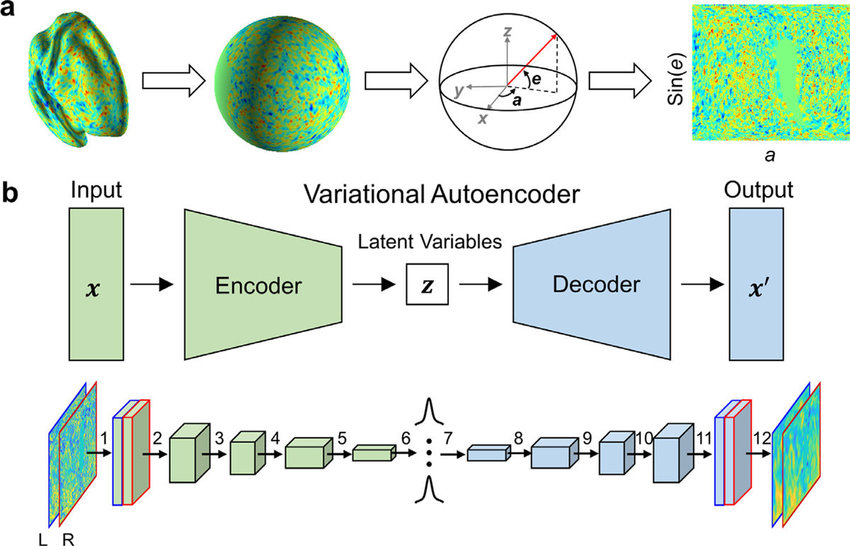 a
z
e
y
a
x
Sin(e)
a
b
Input
Variational Autoencoder
Output
Latent Variables
x
Encoder
z
Decoder
x′
1 2 3 4 5 6 7 8 9 10 11 12
L R